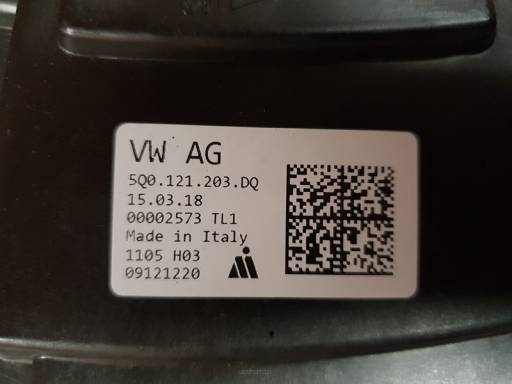 VW AG
5Q0.121.203.DQ
15.03.18
00002573 TL1
Made in Italy
1105 H03
09121220